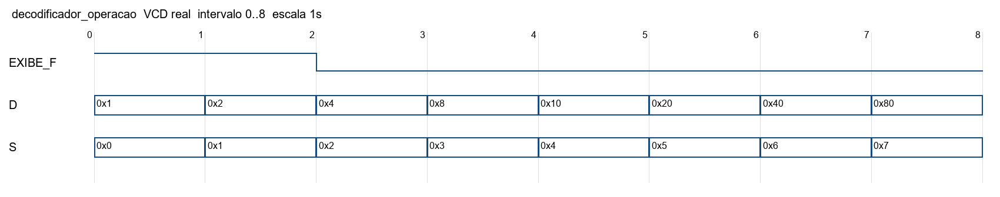 decodificador_operacao  VCD real  intervalo 0..8  escala 1s
0 1 2 3 4 5 6 7 8
EXIBE_F
D 0x1 0x2 0x4 0x8 0x10 0x20 0x40 0x80
S 0x0 0x1 0x2 0x3 0x4 0x5 0x6 0x7